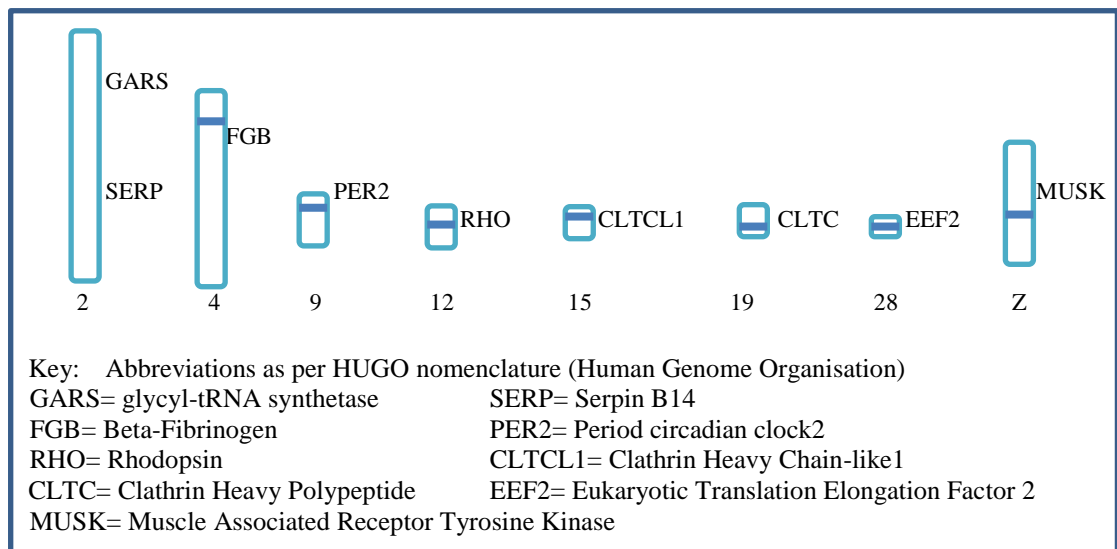 GARS
FGB
SERP
PER2
RHO
CLTCL1
CLTC
EEF2
MUSK
2 4 9 12 15 19 28 Z
Key: Abbreviations as per HUGO nomenclature (Human Genome Organisation)
GARS= glycyl-tRNA synthetase SERP= Serpin B14
FGB= Beta-Fibrinogen PER2= Period circadian clock2
RHO= Rhodopsin CLTCL1= Clathrin Heavy Chain-like1
CLTC= Clathrin Heavy Polypeptide EEF2= Eukaryotic Translation Elongation Factor 2
MUSK= Muscle Associated Receptor Tyrosine Kinase